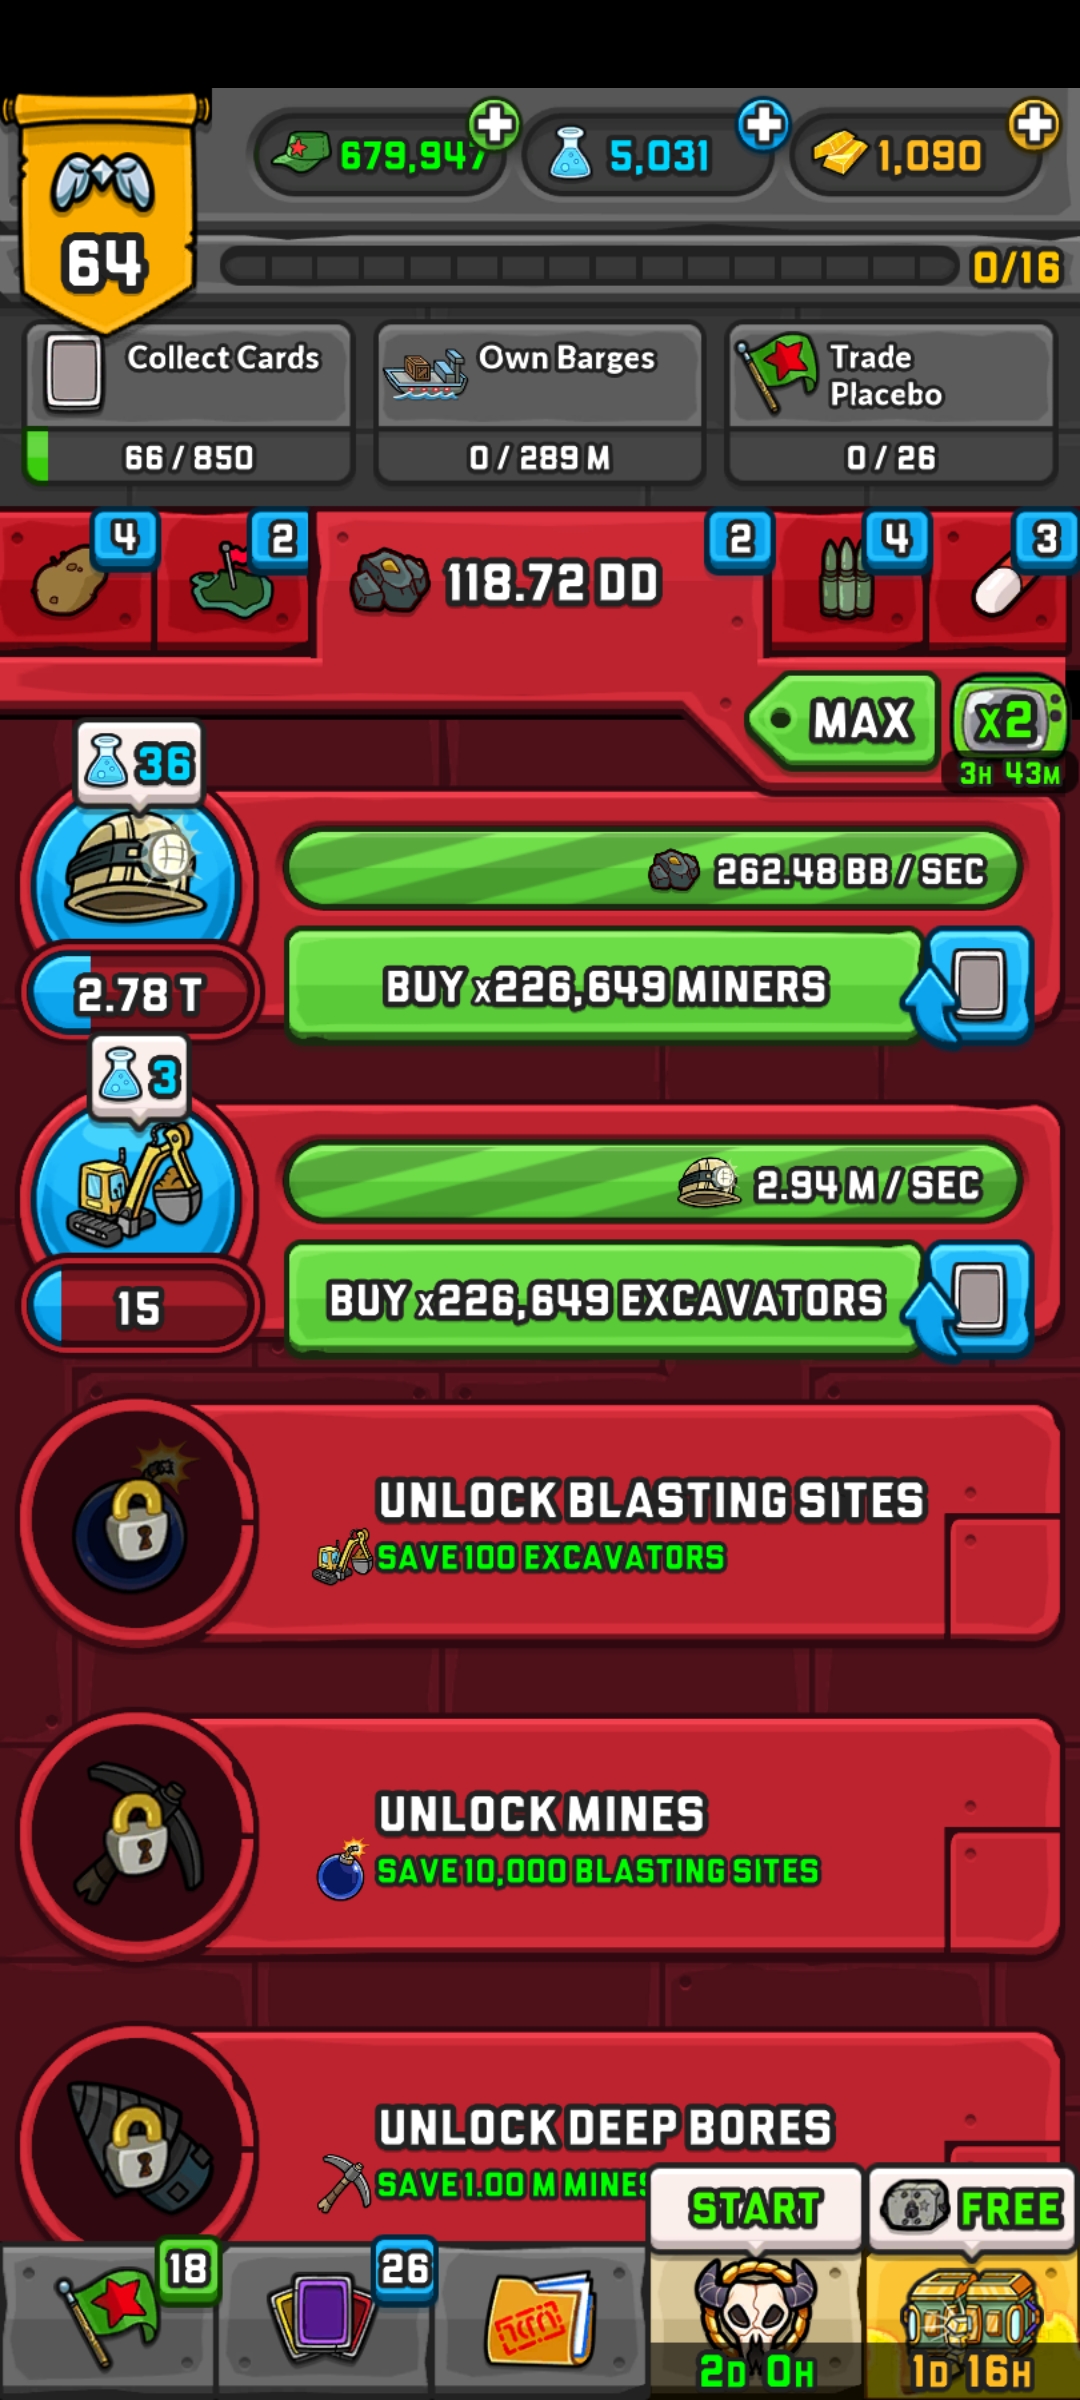 679,947
5,031
1,090
64
0/16
Collect Cards
66 / 850
Own Barges
0 / 289 M
Trade
Placebo
0 / 26
4
2
118.72 DD
2
4
3
MAX
x2
3H 43M
36
262.48 BB / SEC
2.78 T
BUY x226,649 MINERS
3
2.94 M / SEC
15
BUY x226,649 EXCAVATORS
UNLOCK BLASTING SITES
SAVE 100 EXCAVATORS
UNLOCK MINES
SAVE 10,000 BLASTING SITES
UNLOCK DEEP BORES
SAVE 1.00 M MINES
START
FREE
18
26
2D 0H
1D 16H